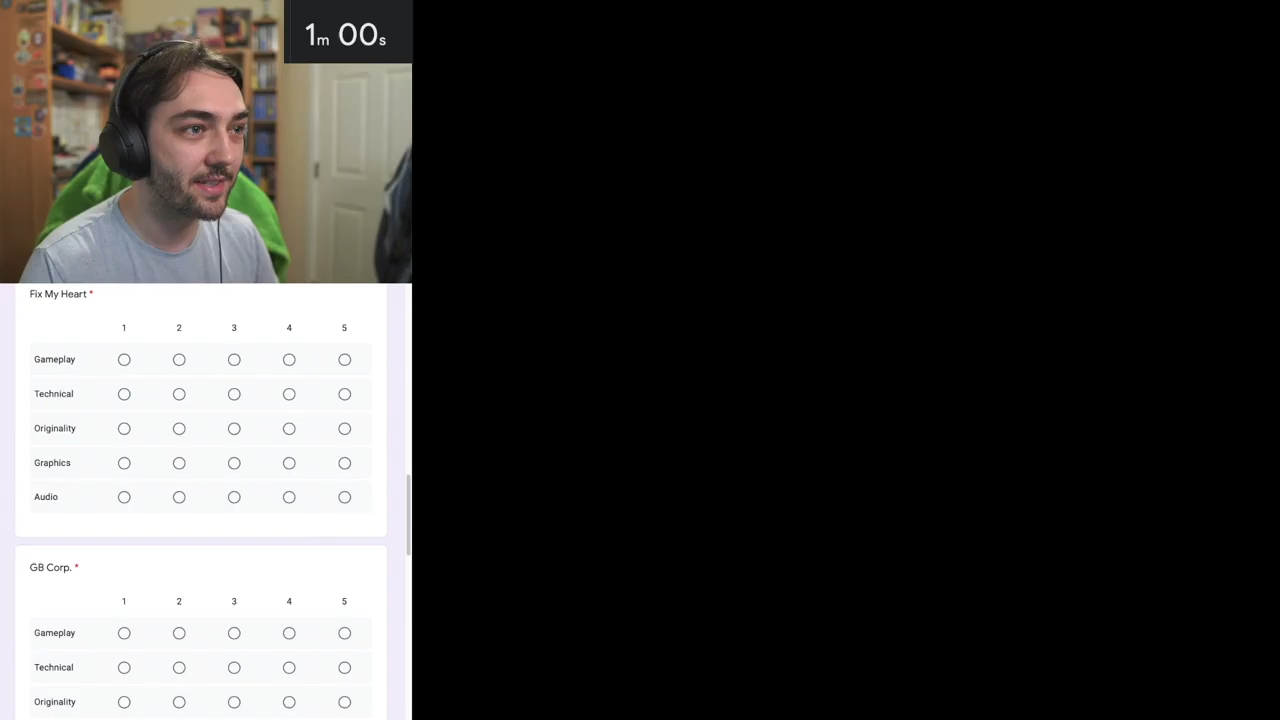 1m 00s
Fix My Heart *
1 2 3 4 5
Gameplay
Technical
Originality
Graphics
Audio
GB Corp. *
1 2 3 4 5
Gameplay
Technical
Originality